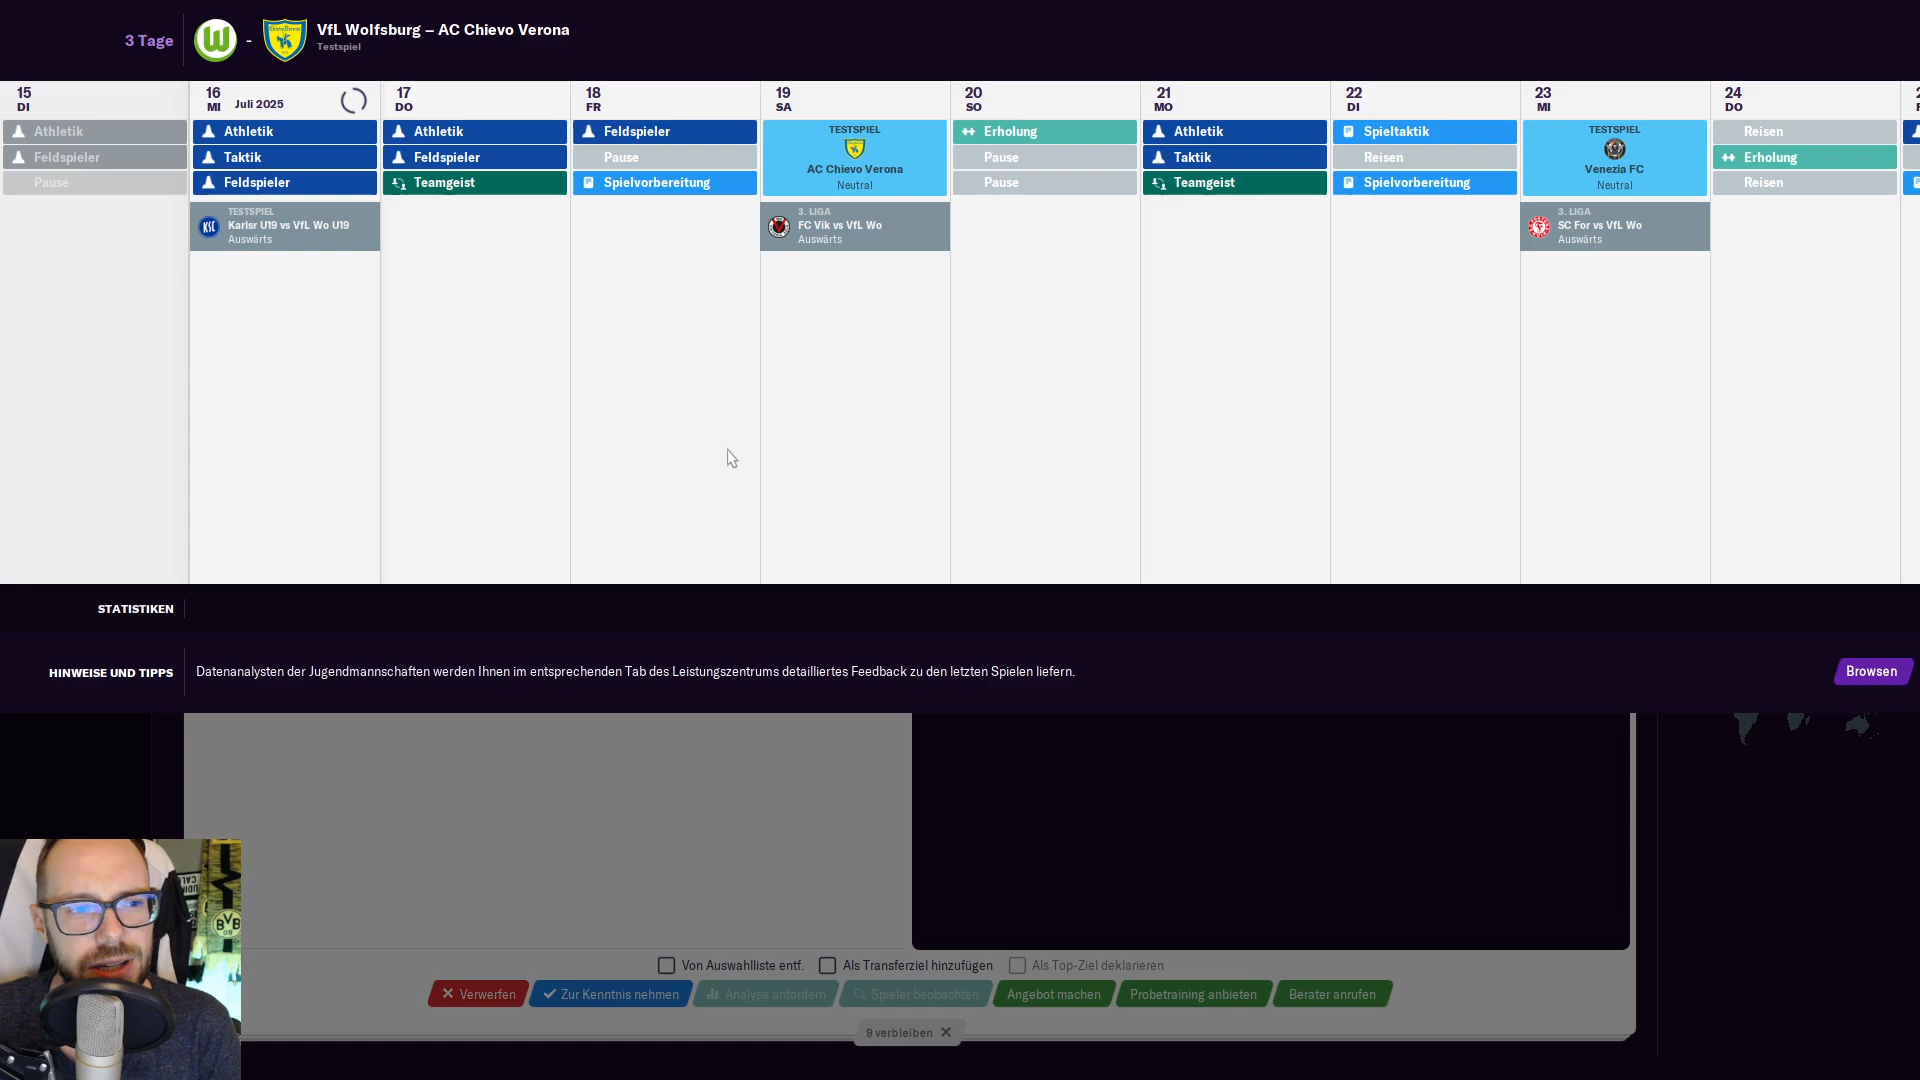 3 Tage
VfL Wolfsburg – AC Chievo Verona
Testspiel
15
DI
Athletik
Feldspieler
Pause
16
MI Juli 2025
Athletik
Taktik
Feldspieler
TESTSPIEL
Karlsr U19 vs VfL Wo U19
Auswärts
17
DO
Athletik
Feldspieler
Teamgeist
18
FR
Feldspieler
Pause
Spielvorbereitung
19
SA
TESTSPIEL
AC Chievo Verona
Neutral
3. LIGA
FC Vik vs VfL Wo
Auswärts
20
SO
Erholung
Pause
Pause
21
MO
Athletik
Taktik
Teamgeist
22
DI
Spieltaktik
Reisen
Spielvorbereitung
23
MI
TESTSPIEL
Venezia FC
Neutral
3. LIGA
SC For vs VfL Wo
Auswärts
24
DO
Reisen
Erholung
Reisen
STATISTIKEN
HINWEISE UND TIPPS
Datenanalysten der Jugendmannschaften werden Ihnen im entsprechenden Tab des Leistungszentrums detailliertes Feedback zu den letzten Spielen liefern.
Browsen
Von Auswahlliste entf. Als Transferziel hinzufügen Als Top-Ziel deklarieren
Verwerfen Zur Kenntnis nehmen Analyse anfordern Spieler beobachten Angebot machen Probetraining anbieten Berater anrufen
9 verbleiben
BVB
09